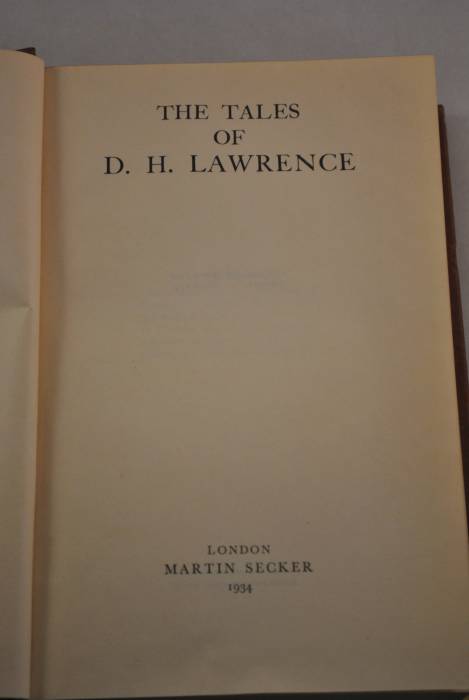 THE TALES
OF
D. H. LAWRENCE
LONDON
MARTIN SECKER
1934